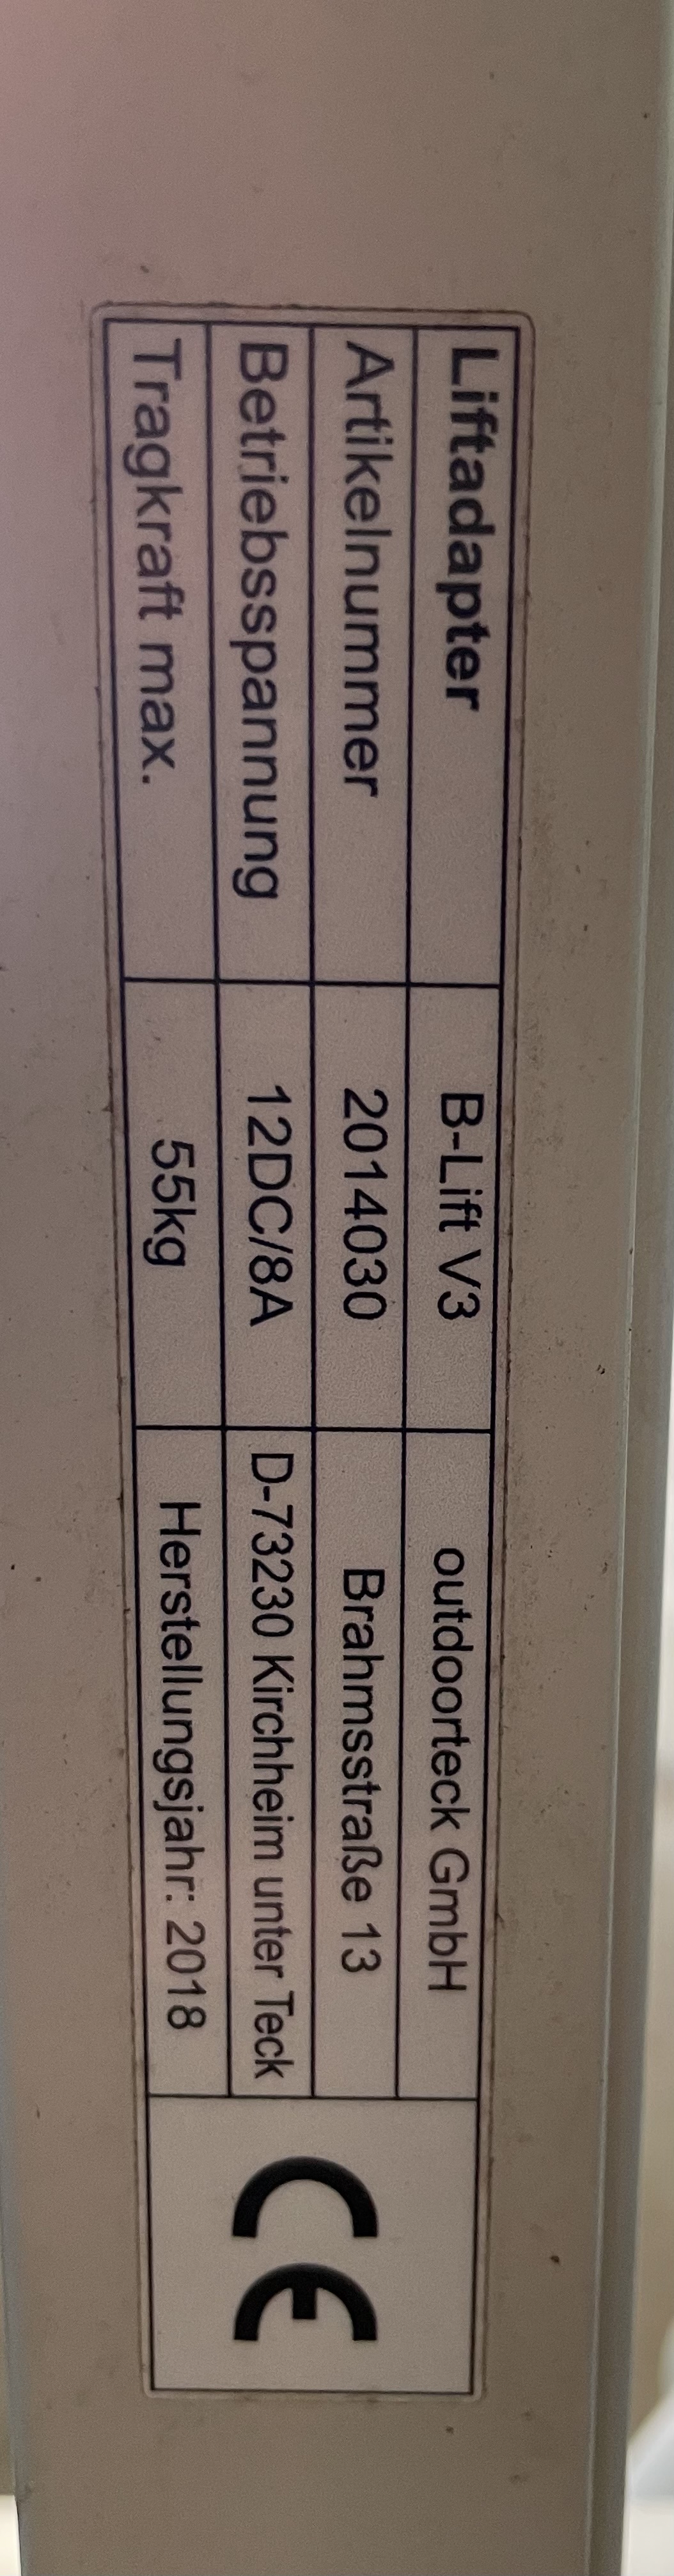 Liftadapter B-Lift V3 outdoorteck GmbH
Artikelnummer 2014030 Brahmsstraße 13
Betriebsspannung 12DC/8A D-73230 Kirchheim unter Teck
Tragkraft max. 55kg Herstellungsjahr: 2018
CE